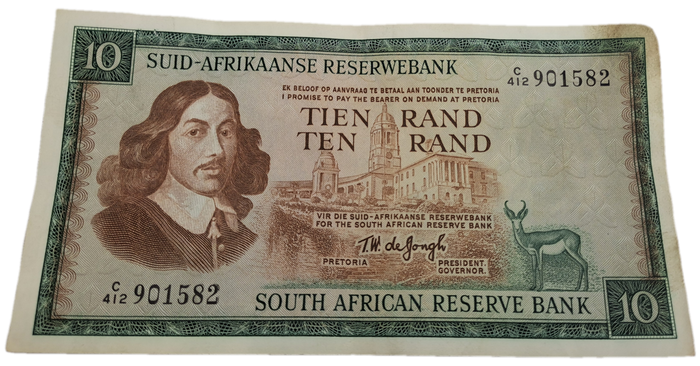 10
SUID-AFRIKAANSE RESERWEBANK
C/412 901582
EK BELOOF OP AANVRAAG TE BETAAL AAN TOONDER TE PRETORIA
I PROMISE TO PAY THE BEARER ON DEMAND AT PRETORIA
TIEN RAND
TEN RAND
VIR DIE SUID-AFRIKAANSE RESERWEBANK
FOR THE SOUTH AFRICAN RESERVE BANK
T.W. de Jongh
PRETORIA
PRESIDENT.
GOVERNOR.
C/412 901582
SOUTH AFRICAN RESERVE BANK
10